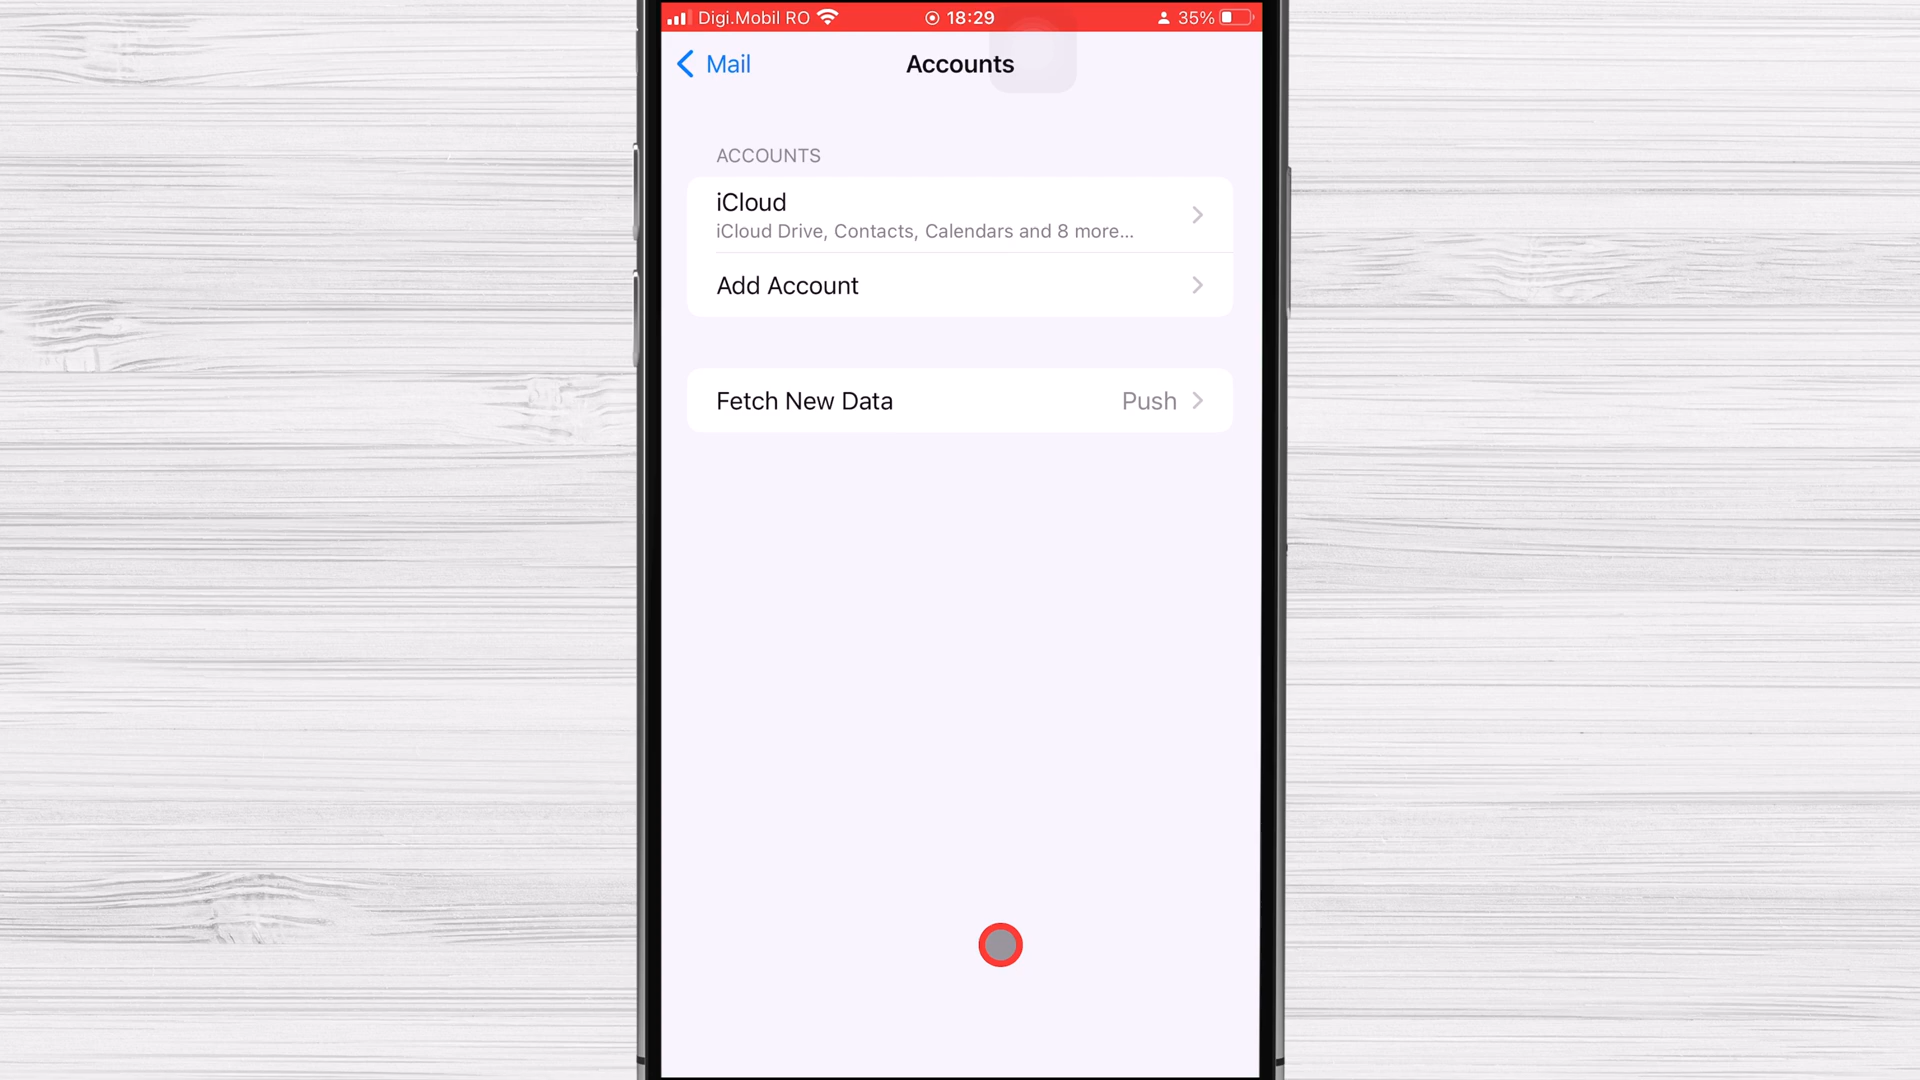 Digi.Mobil RO 18:29 35%
Mail Accounts
ACCOUNTS
iCloud
iCloud Drive, Contacts, Calendars and 8 more...
Add Account
Fetch New Data Push